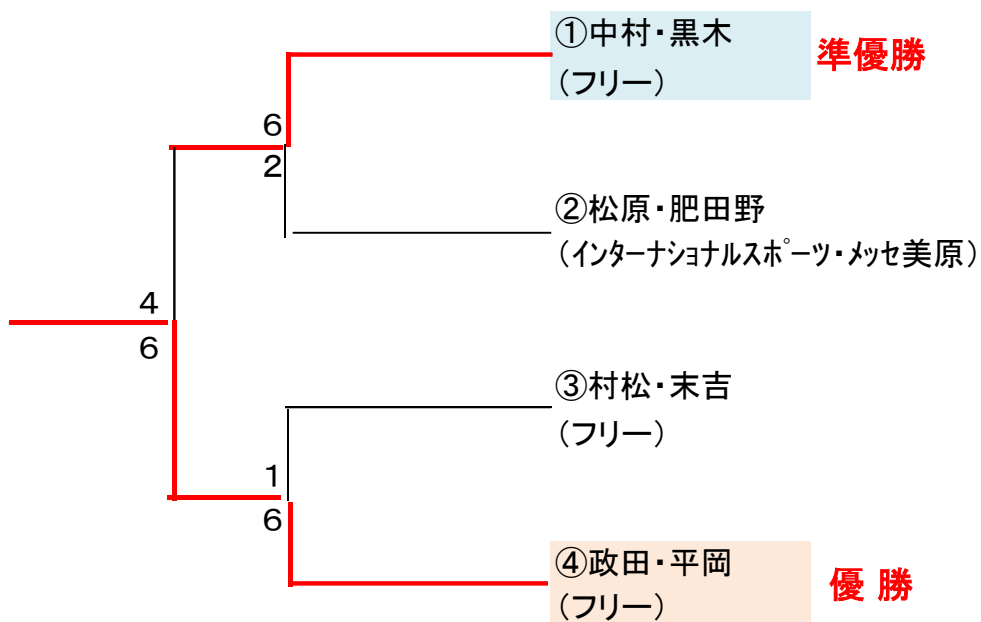 ①中村・黒木
（フリー）
準優勝
6
2
②松原・肥田野
（インターナショナルスポーツ・メッセ美原）
4
6
③村松・末吉
（フリー）
1
6
④政田・平岡
（フリー）
優 勝